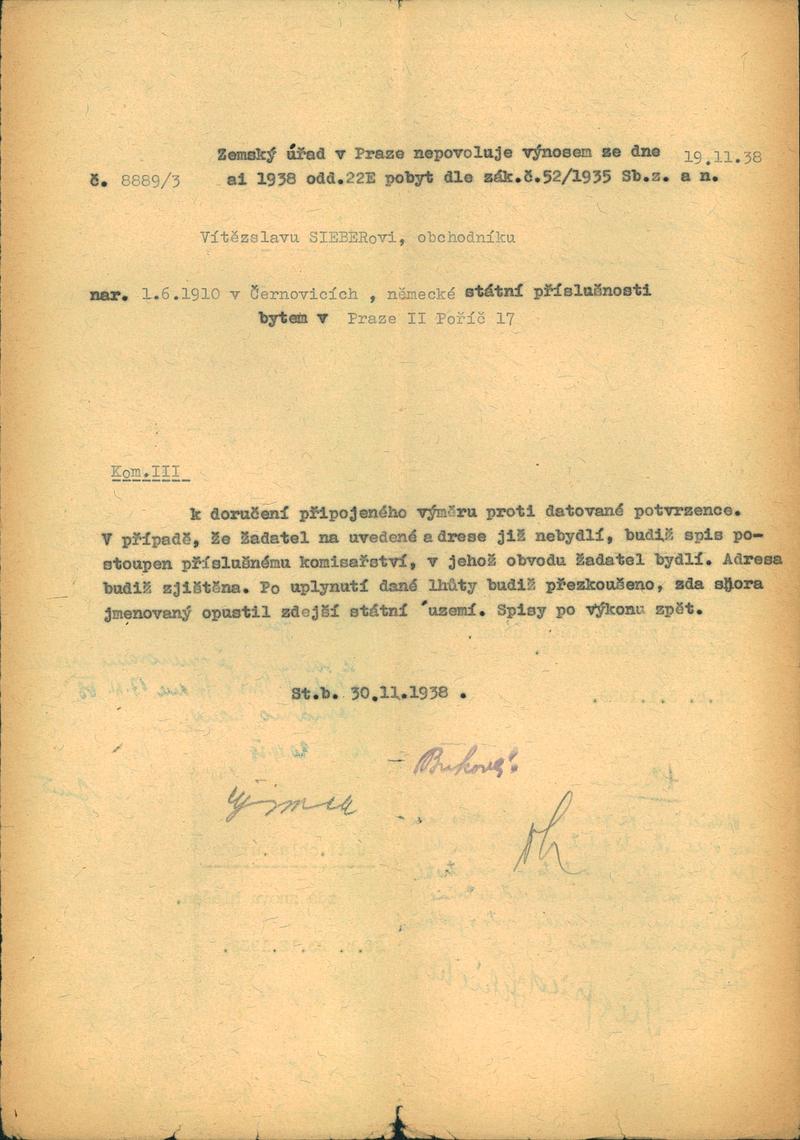 Zemský úřad v Praze nepovoluje výnosem ze dne 19.11.38
č. 8889/3 ai 1938 odd.22E pobyt dle zák.č.52/1935 Sb.z. a n.
Vítězslavu SIEBERovi, obchodníku
nar. 1.6.1910 v Černovicích , německé státní příslušnosti
bytem v Praze II Poříč 17
Kom.III
k doručení připojeného výměru proti datované potvrzence.
V případě, že žadatel na uvedené adrese již nebydlí, budiž spis po-
stoupen příslušnému komisařství, v jehož obvodu žadatel bydlí. Adresa
budiž zjištěna. Po uplynutí dané lhůty budiž přezkoušeno, zda shora
jmenovaný opustil zdejší státní území. Spisy po výkonu zpět.
St.b. 30.11.1938 .